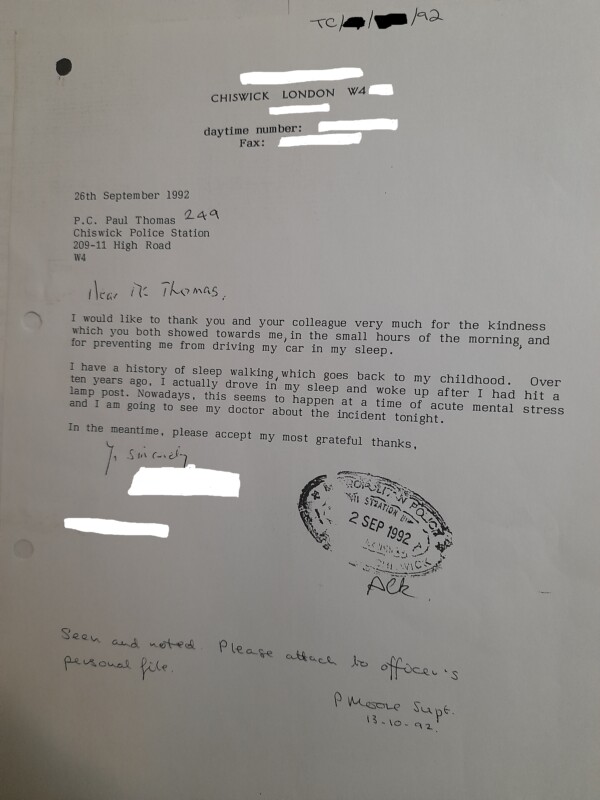 TC/ / /92
CHISWICK LONDON W4
daytime number:
Fax:
26th September 1992
P.C. Paul Thomas 249
Chiswick Police Station
209-11 High Road
W4
Dear Thomas,
I would like to thank you and your colleague very much for the kindness
which you both showed towards me, in the small hours of the morning, and
for preventing me from driving my car in my sleep.
I have a history of sleep walking, which goes back to my childhood. Over
ten years ago, I actually drove in my sleep and woke up after I had hit a
lamp post. Nowadays, this seems to happen at a time of acute mental stress
and I am going to see my doctor about the incident tonight.
In the meantime, please accept my most grateful thanks,
Yr sincerely
POLITAN POLICE
STRATION
2 SEP 1992
WICK
Ack.
Seen and noted. Please attach to officer's
personal file.
P Moore Supt.
13-10-92.